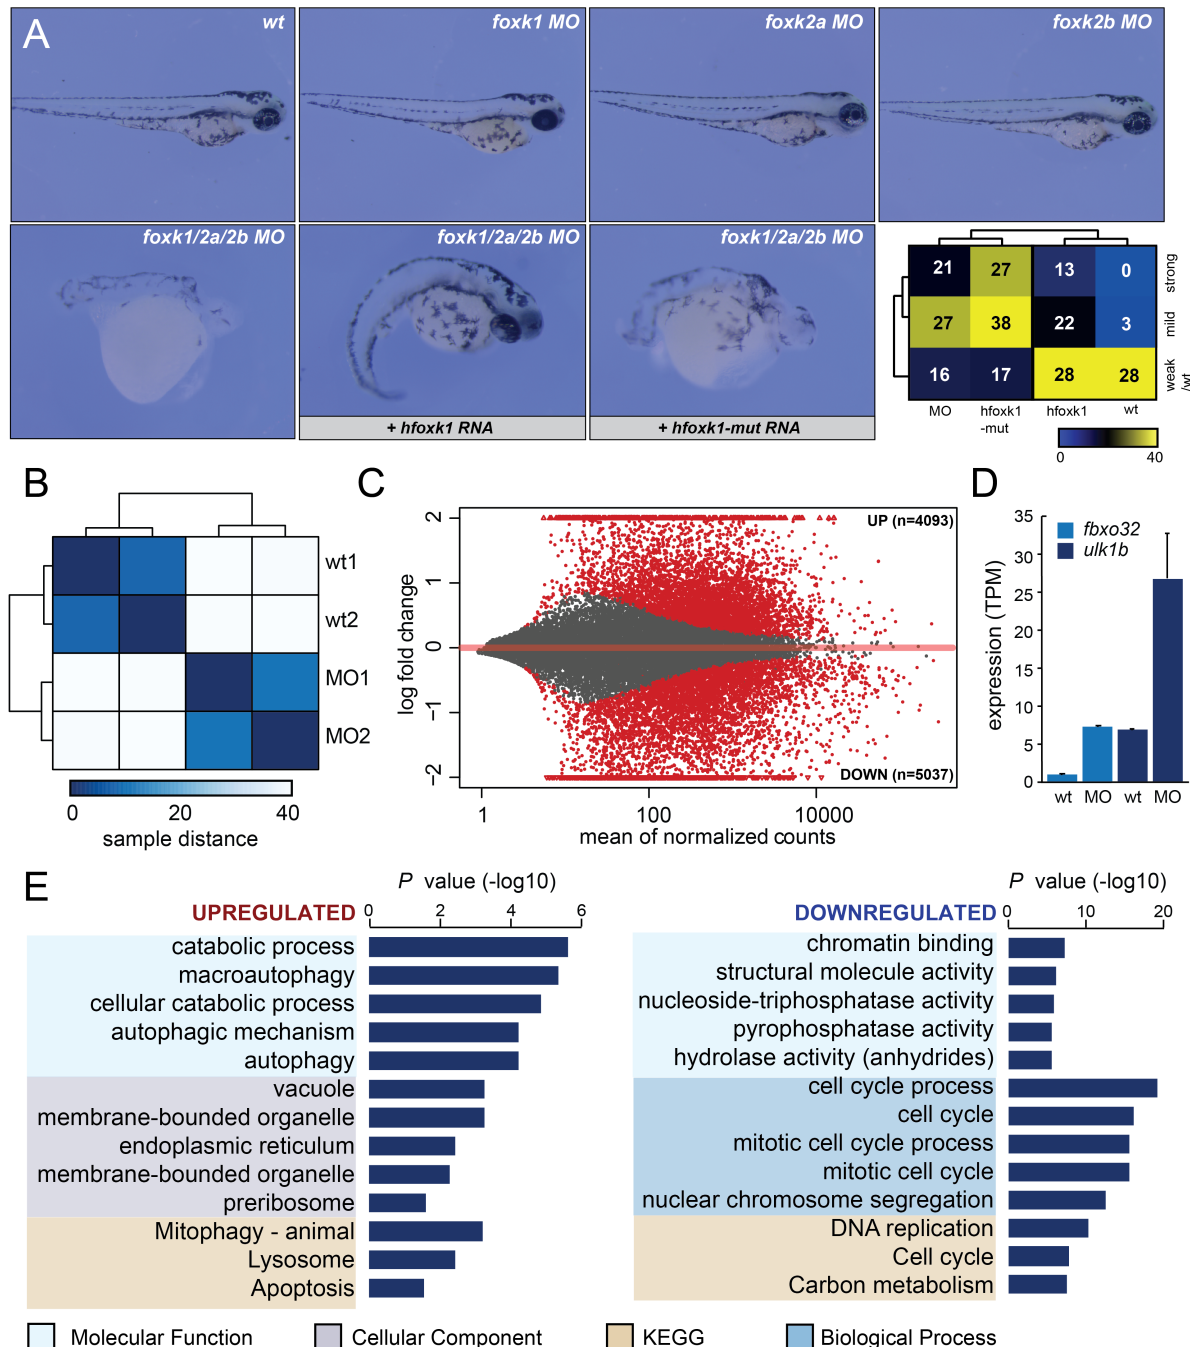 A
wt
foxk1 MO
foxk2a MO
foxk2b MO
foxk1/2a/2b MO
foxk1/2a/2b MO
foxk1/2a/2b MO
+ hfoxk1 RNA
+ hfoxk1-mut RNA
21 27 13 0
strong
27 38 22 3
mild
16 17 28 28
weak
/wt
MO hfoxk1
-mut
hfoxk1 wt
0 40
B
wt1
wt2
MO1
MO2
0 20 40
sample distance
C
log fold change
2
1
0
−1
−2
UP (n=4093)
DOWN (n=5037)
1 100 10000
mean of normalized counts
D
expression (TPM)
35
30
25
20
15
10
5
0
fbxo32
ulk1b
wt MO wt MO
E
P value (-log10)
UPREGULATED
0 2 4 6
catabolic process
macroautophagy
cellular catabolic process
autophagic mechanism
autophagy
vacuole
membrane-bounded organelle
endoplasmic reticulum
membrane-bounded organelle
preribosome
Mitophagy - animal
Lysosome
Apoptosis
P value (-log10)
DOWNREGULATED
0 10 20
chromatin binding
structural molecule activity
nucleoside-triphosphatase activity
pyrophosphatase activity
hydrolase activity (anhydrides)
cell cycle process
cell cycle
mitotic cell cycle process
mitotic cell cycle
nuclear chromosome segregation
DNA replication
Cell cycle
Carbon metabolism
Molecular Function
Cellular Component
KEGG
Biological Process